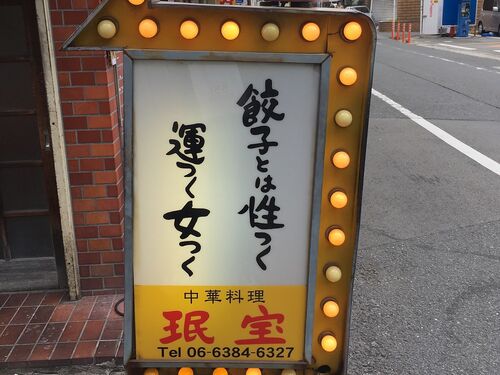 餃子とは性つく
運つく女つく
中華料理
珉宝
Tel 06-6384-6327